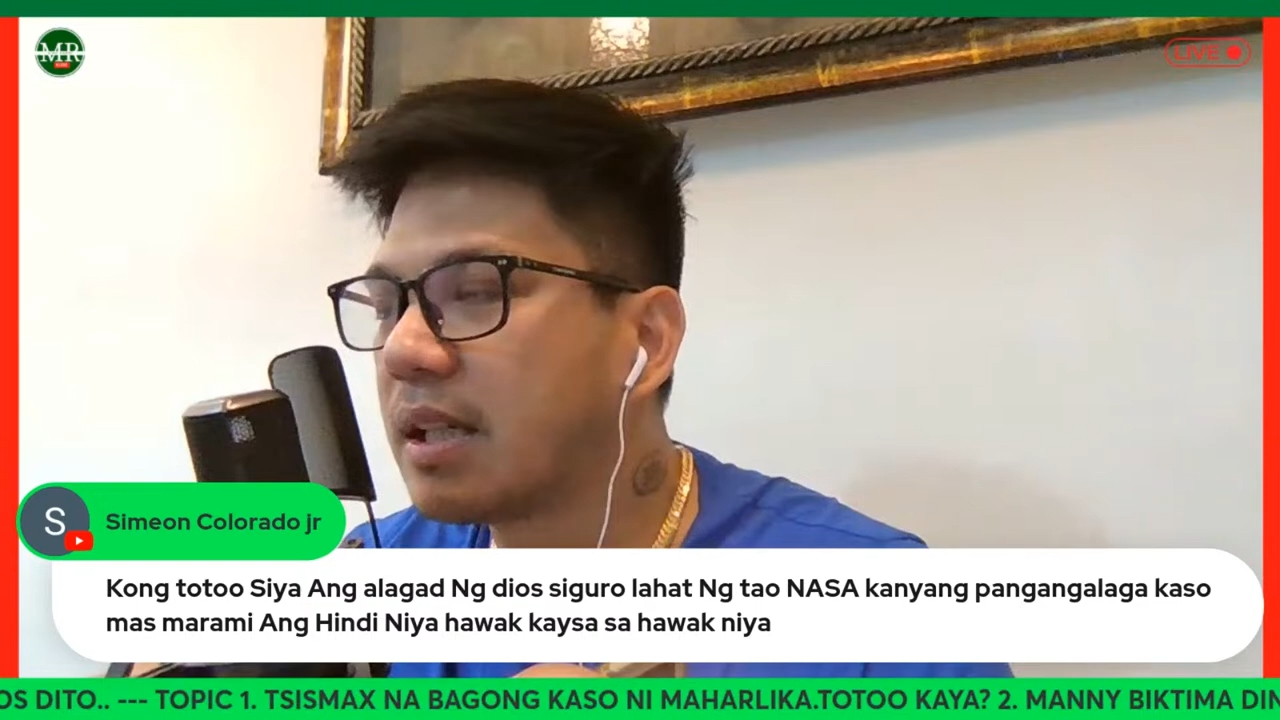 MR
LIVE
Simeon Colorado jr
S
Kong totoo Siya Ang alagad Ng dios siguro lahat Ng tao NASA kanyang pangangalaga kaso
mas marami Ang Hindi Niya hawak kaysa sa hawak niya
OS DITO.. --- TOPIC 1. TSISMAX NA BAGONG KASO NI MAHARLIKA.TOTOO KAYA? 2. MANNY BIKTIMA DIN